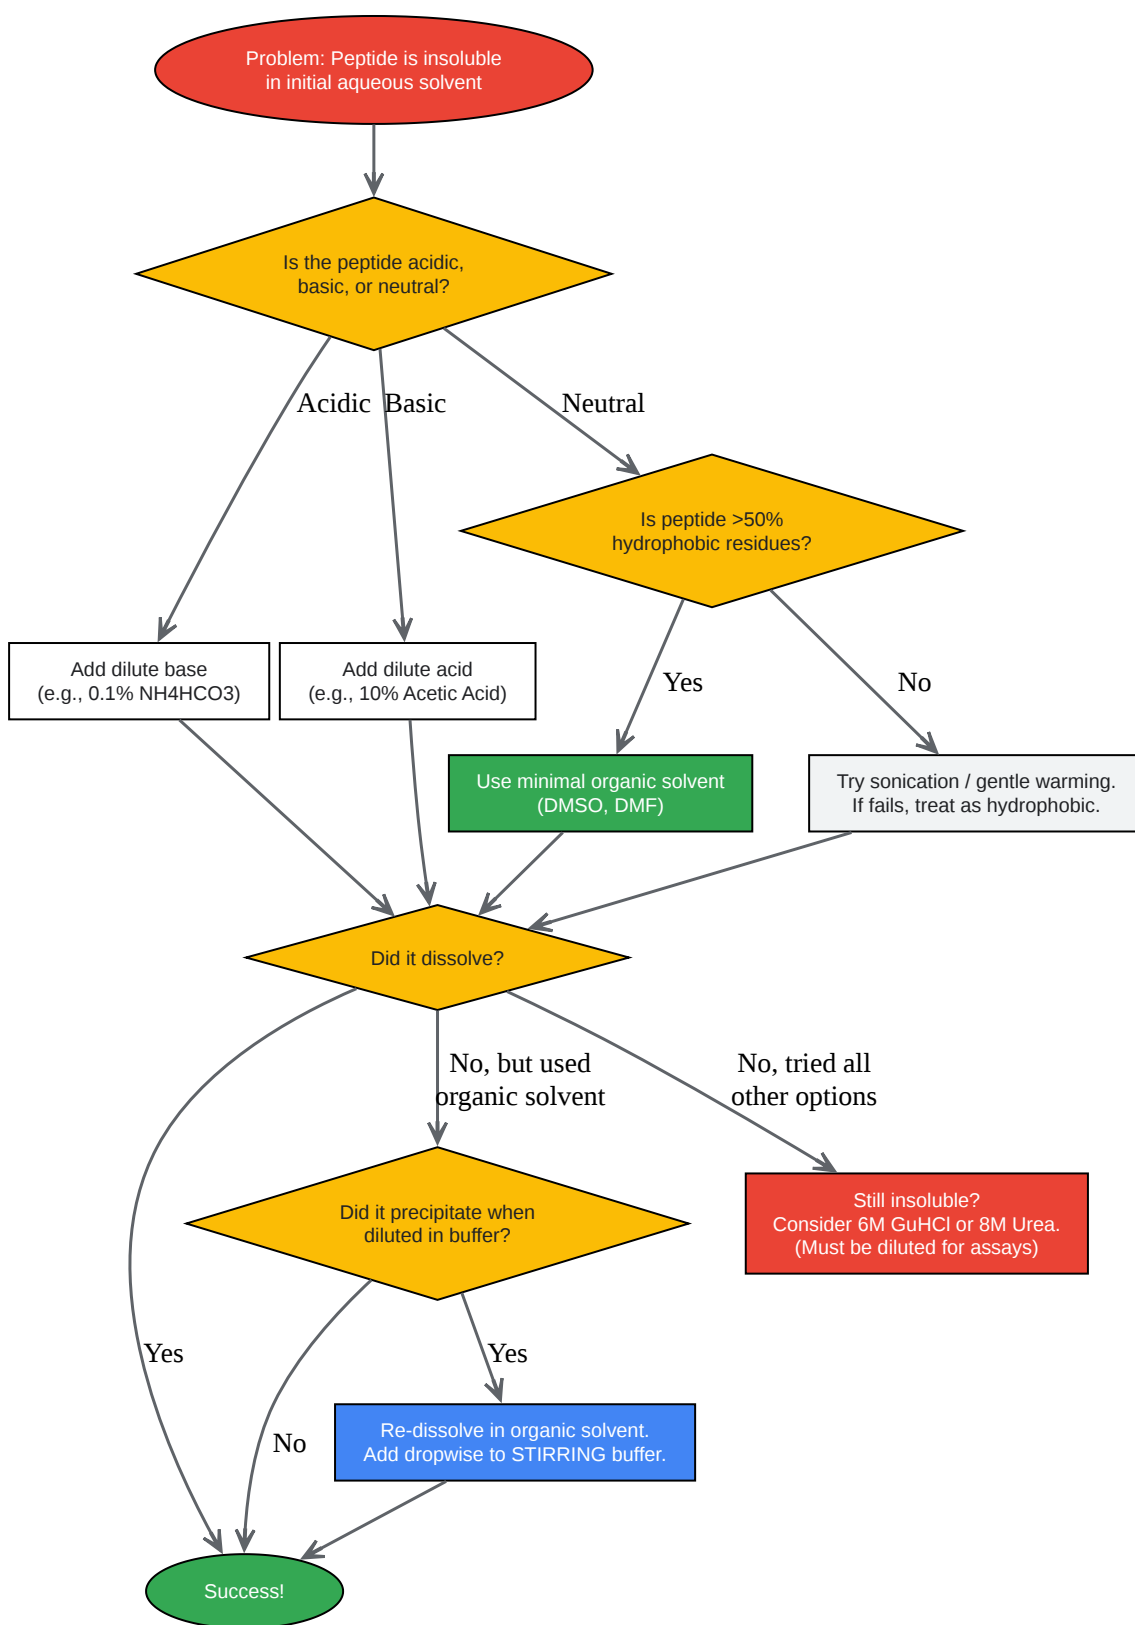 Problem: Peptide is insoluble
in initial aqueous solvent
Is the peptide acidic,
basic, or neutral?
Acidic
Basic
Neutral
Is peptide >50%
hydrophobic residues?
Add dilute base
(e.g., 0.1% NH4HCO3)
Add dilute acid
(e.g., 10% Acetic Acid)
Yes
No
Use minimal organic solvent
(DMSO, DMF)
Try sonication / gentle warming.
If fails, treat as hydrophobic.
Did it dissolve?
No, but used
organic solvent
No, tried all
other options
Did it precipitate when
diluted in buffer?
Still insoluble?
Consider 6M GuHCl or 8M Urea.
(Must be diluted for assays)
Yes
Yes
No
Re-dissolve in organic solvent.
Add dropwise to STIRRING buffer.
Success!